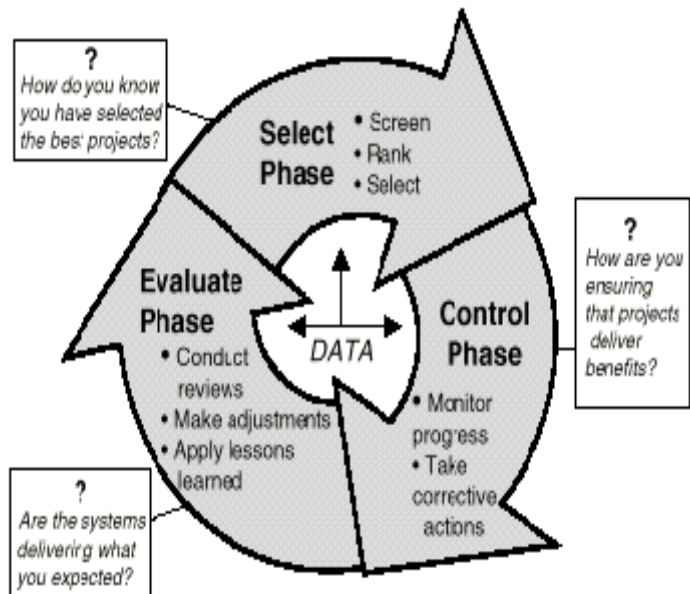 ?
How do you know
you have selected
the best projects?
Select
Phase
• Screen
• Rank
• Select
?
How are you
ensuring
that projects
deliver
benefits?
Evaluate
Phase
• Conduct
reviews
• Make adjustments
• Apply lessons
learned
DATA
Control
Phase
• Monitor
progress
• Take
corrective
actions
?
Are the systems
delivering what
you expected?